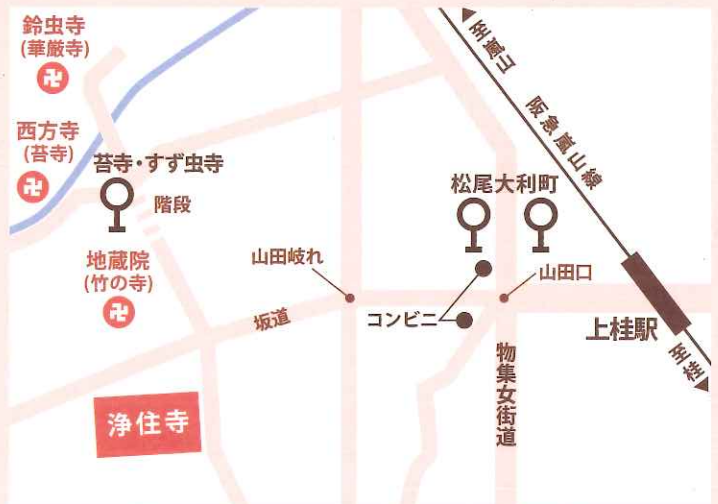 鈴虫寺
(華厳寺)
西方寺
(苔寺)
苔寺・すず虫寺
階段
地蔵院
(竹の寺)
浄住寺
坂道
山田岐れ
コンビニ
松尾大利町
山田口
物集女街道
至嵐山
阪急嵐山線
上桂駅
至桂